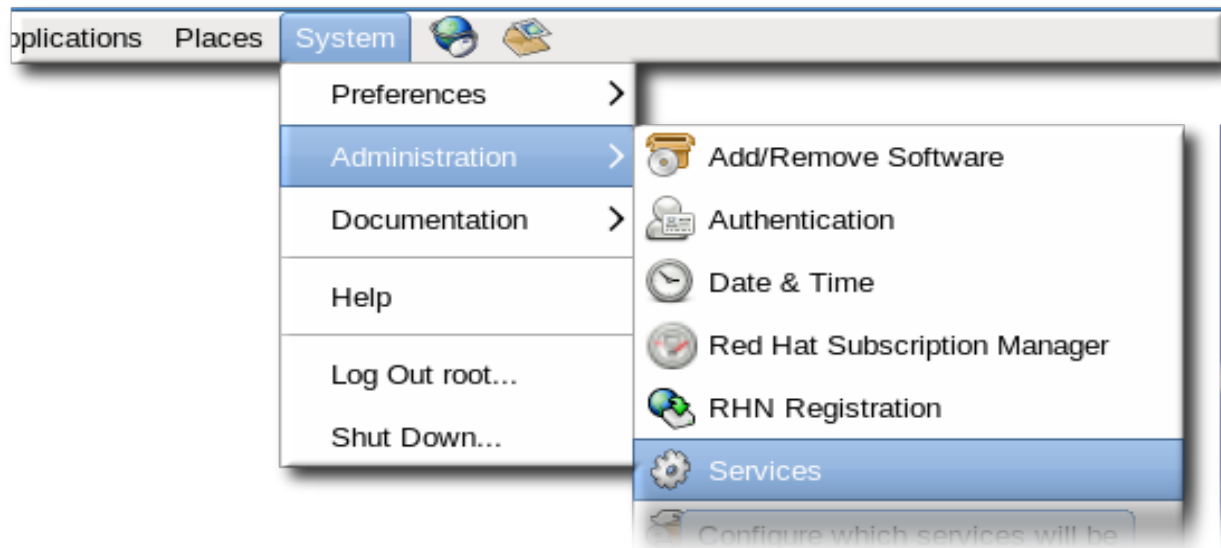 pplications Places System
Preferences
Administration
Documentation
Help
Log Out root...
Shut Down...
Add/Remove Software
Authentication
Date & Time
Red Hat Subscription Manager
RHN Registration
Services
Configure which services will be